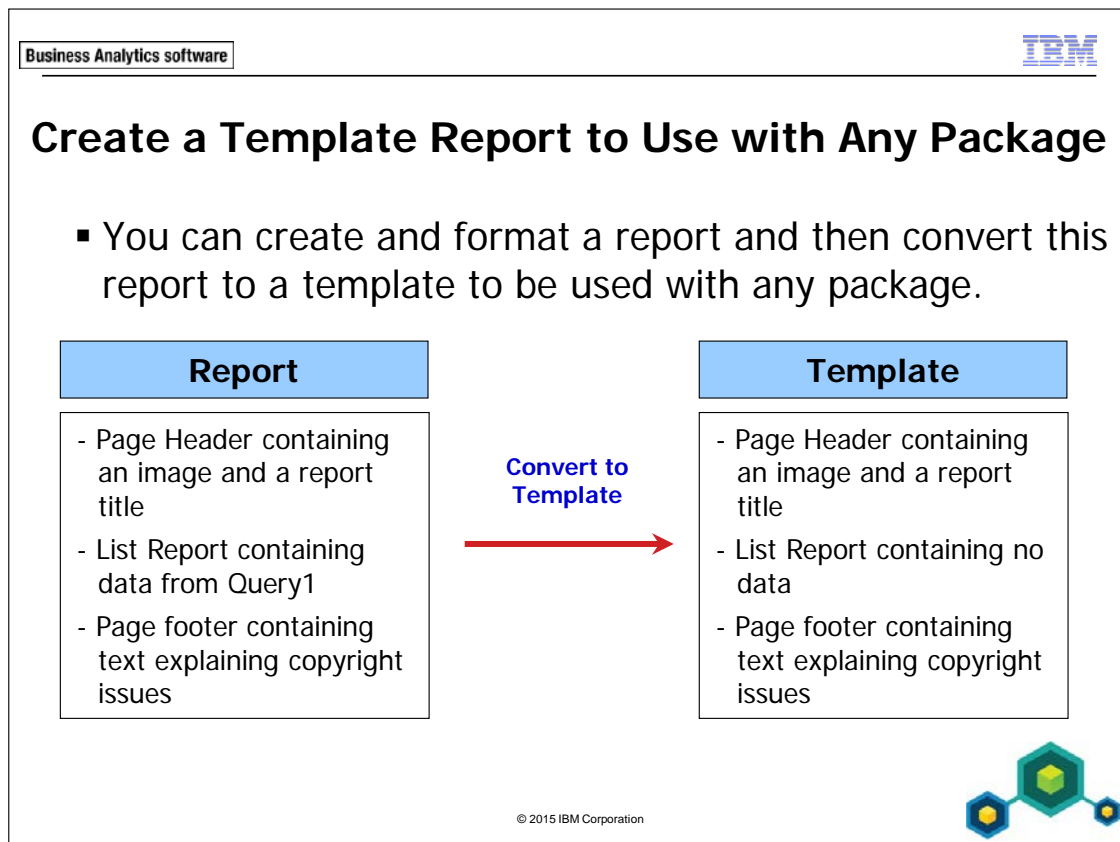 Business Analytics software
IBM
Create a Template Report to Use with Any Package
▪ You can create and format a report and then convert this
report to a template to be used with any package.
Report
- Page Header containing
an image and a report
title
- List Report containing
data from Query1
- Page footer containing
text explaining copyright
issues
Convert to
Template
Template
- Page Header containing
an image and a report
title
- List Report containing no
data
- Page footer containing
text explaining copyright
issues
© 2015 IBM Corporation